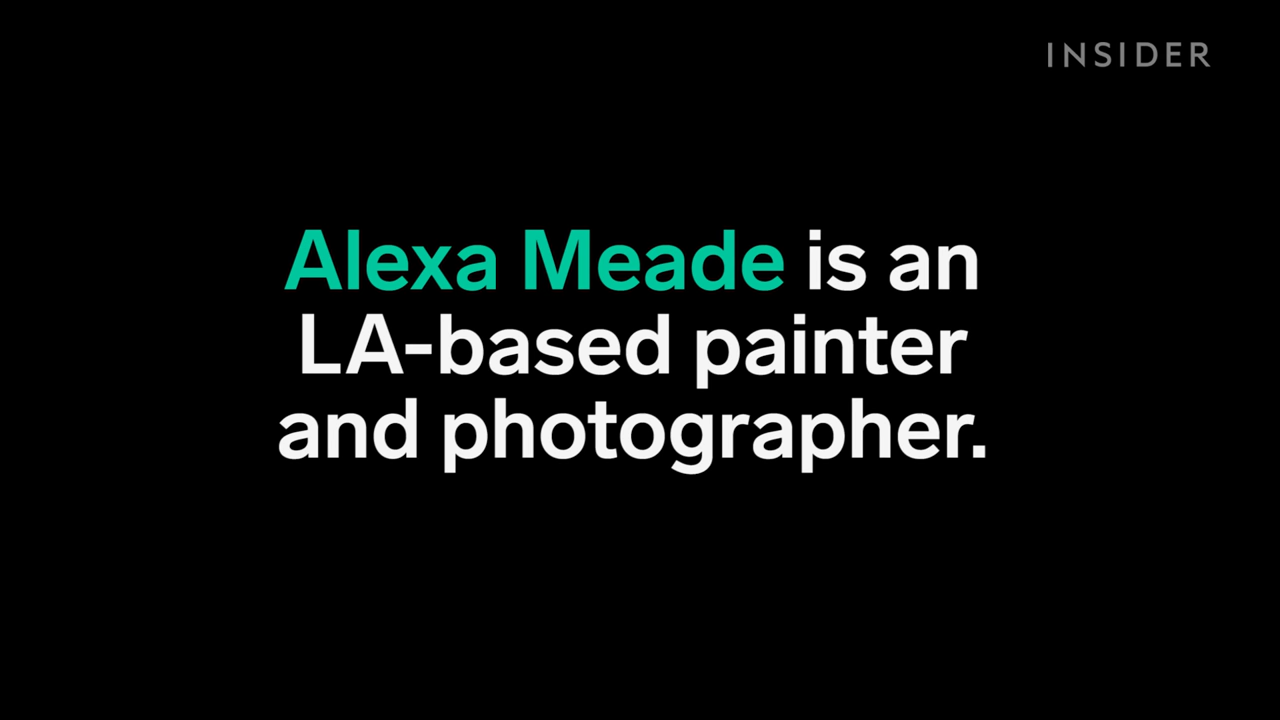 INSIDER
Alexa Meade is an
LA-based painter
and photographer.